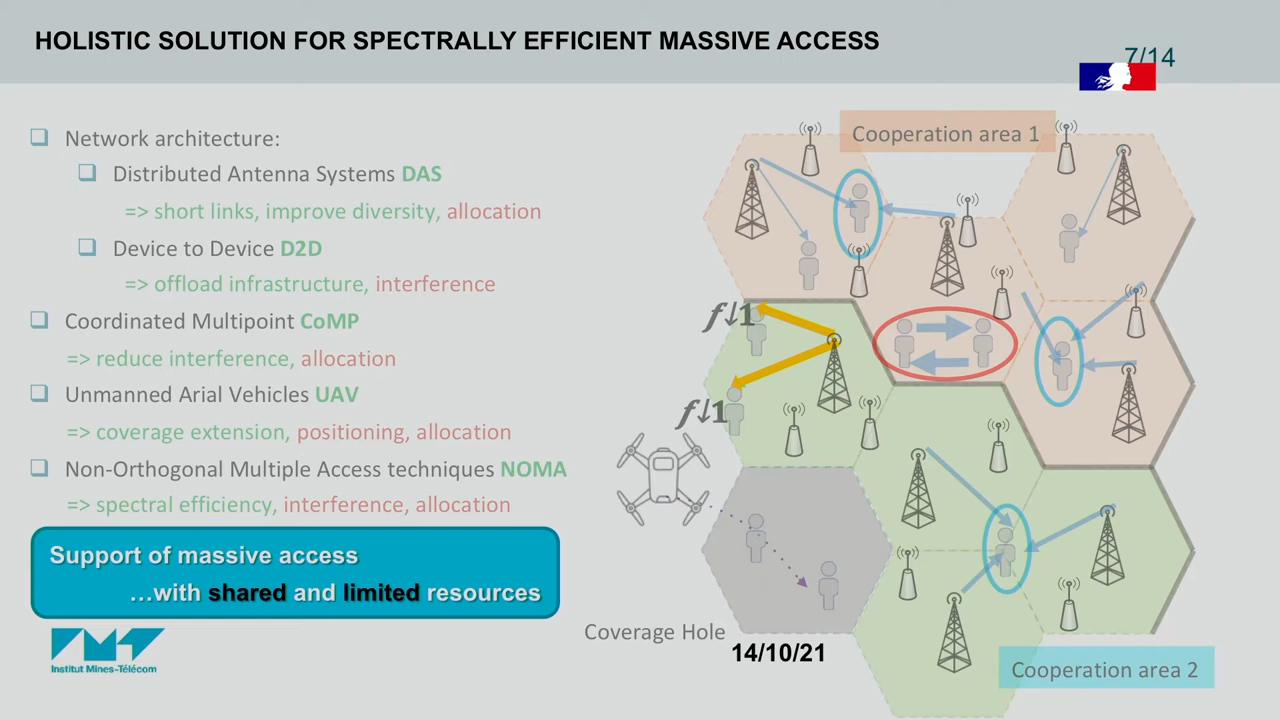 HOLISTIC SOLUTION FOR SPECTRALLY EFFICIENT MASSIVE ACCESS
7/14
Network architecture:
Distributed Antenna Systems DAS
=> short links, improve diversity, allocation
Device to Device D2D
=> offload infrastructure, interference
Coordinated Multipoint CoMP
=> reduce interference, allocation
Unmanned Arial Vehicles UAV
=> coverage extension, positioning, allocation
Non-Orthogonal Multiple Access techniques NOMA
=> spectral efficiency, interference, allocation
Support of massive access
...with shared and limited resources
Institut Mines-Télécom
Cooperation area 1
f↓1
f↓1
Coverage Hole
14/10/21
Cooperation area 2